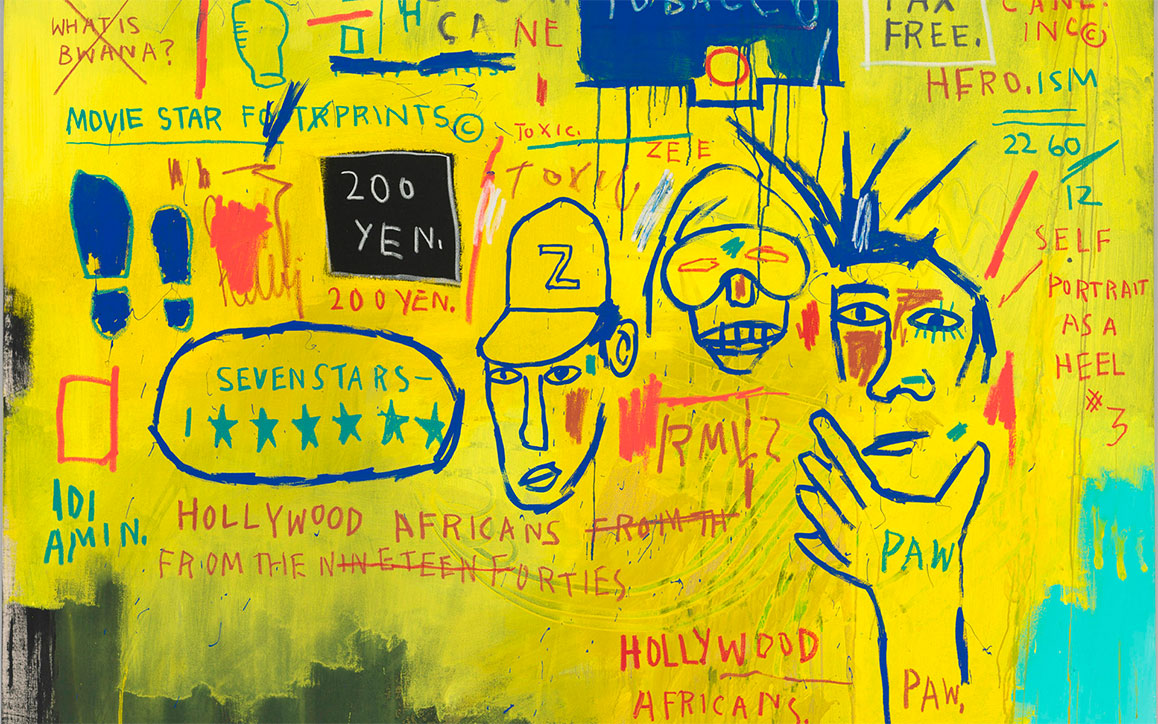 WHAT IS
BWANA?
CANE
TOBACCO
TAX
FREE.
CANE.
INC©
HERO.ISM
MOVIE STAR FOOTPRINTS©
TOXIC.
ZEE
22 60
12
200
YEN.
200 YEN.
Z
©
SELF
PORTRAIT
AS A
HEEL
#3
SEVEN STARS—
RMLZ
IDI
AMIN.
HOLLYWOOD AFRICANS FROM TH
FROM THE NINETEEN FORTIES
PAW
HOLLYWOOD
AFRICANS.
PAW.